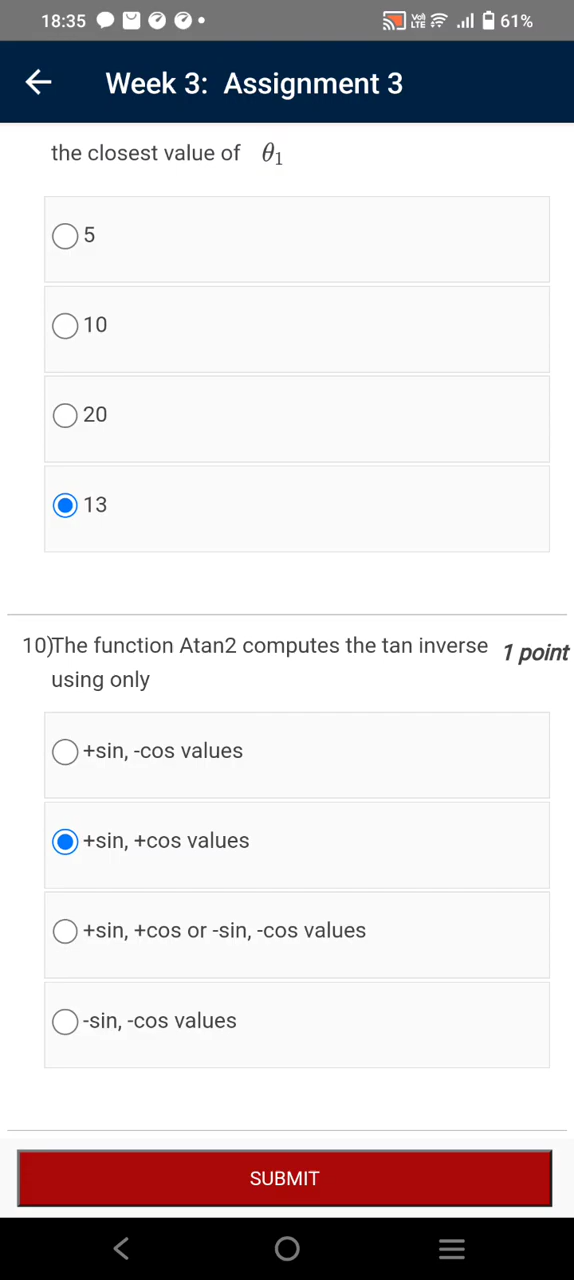 18:35 VoI) LTE 61%
Week 3: Assignment 3
the closest value of θ1
5
10
20
13
10)The function Atan2 computes the tan inverse 1 point
using only
+sin, -cos values
+sin, +cos values
+sin, +cos or -sin, -cos values
-sin, -cos values
SUBMIT